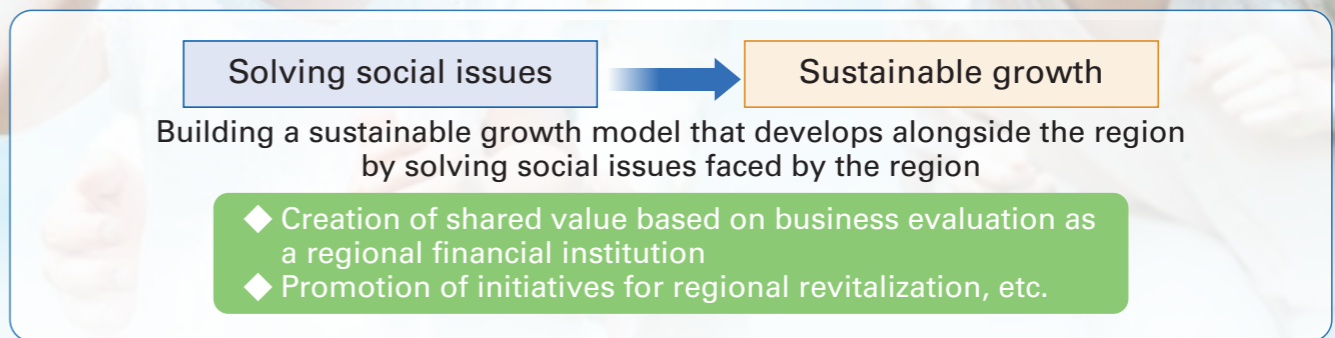 Solving social issues
Sustainable growth
Building a sustainable growth model that develops alongside the region
by solving social issues faced by the region
◆ Creation of shared value based on business evaluation as
a regional financial institution
◆ Promotion of initiatives for regional revitalization, etc.